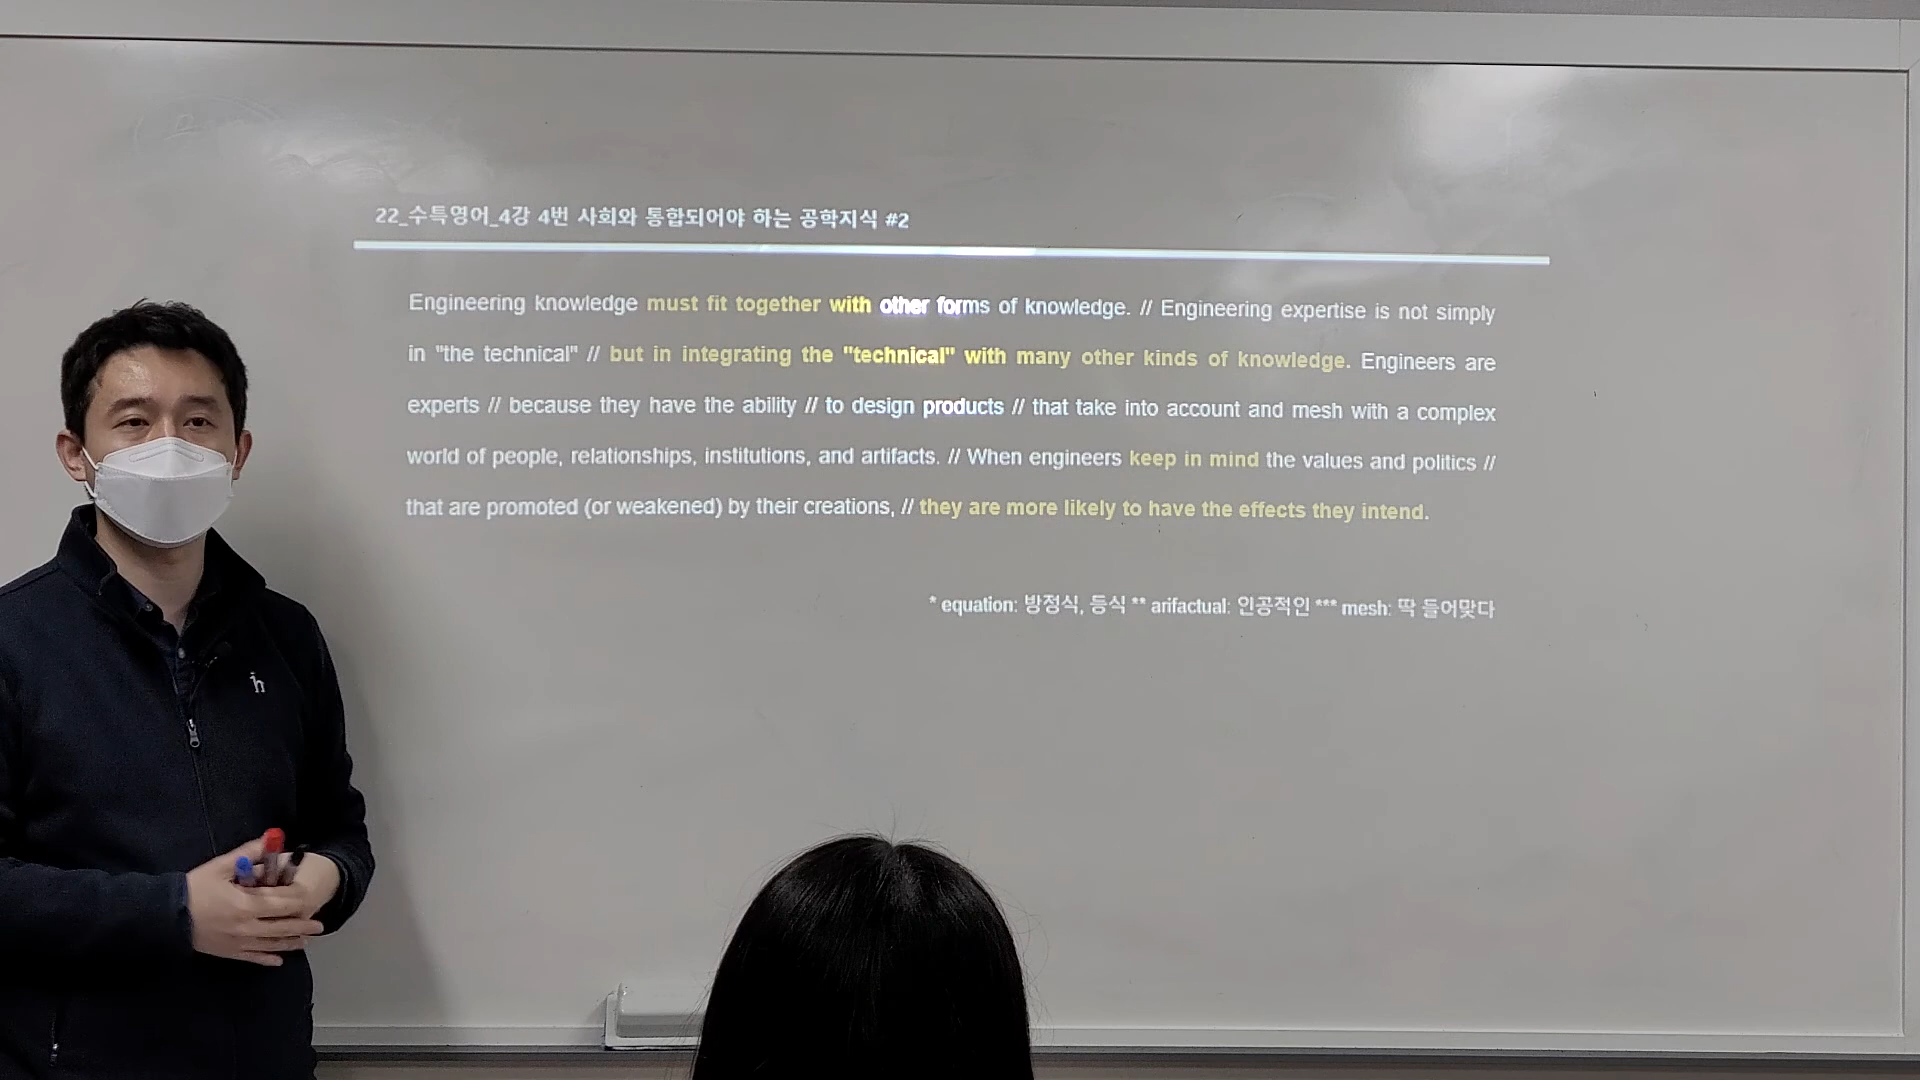 22_수특영어_4강 4번 사회와 통합되어야 하는 공학지식 #2
Engineering knowledge must fit together with other forms of knowledge. // Engineering expertise is not simply
in "the technical" // but in integrating the "technical" with many other kinds of knowledge. Engineers are
experts // because they have the ability // to design products // that take into account and mesh with a complex
world of people, relationships, institutions, and artifacts. // When engineers keep in mind the values and politics //
that are promoted (or weakened) by their creations, // they are more likely to have the effects they intend.
* equation: 방정식, 등식 ** arifactual: 인공적인 *** mesh: 딱 들어맞다
h